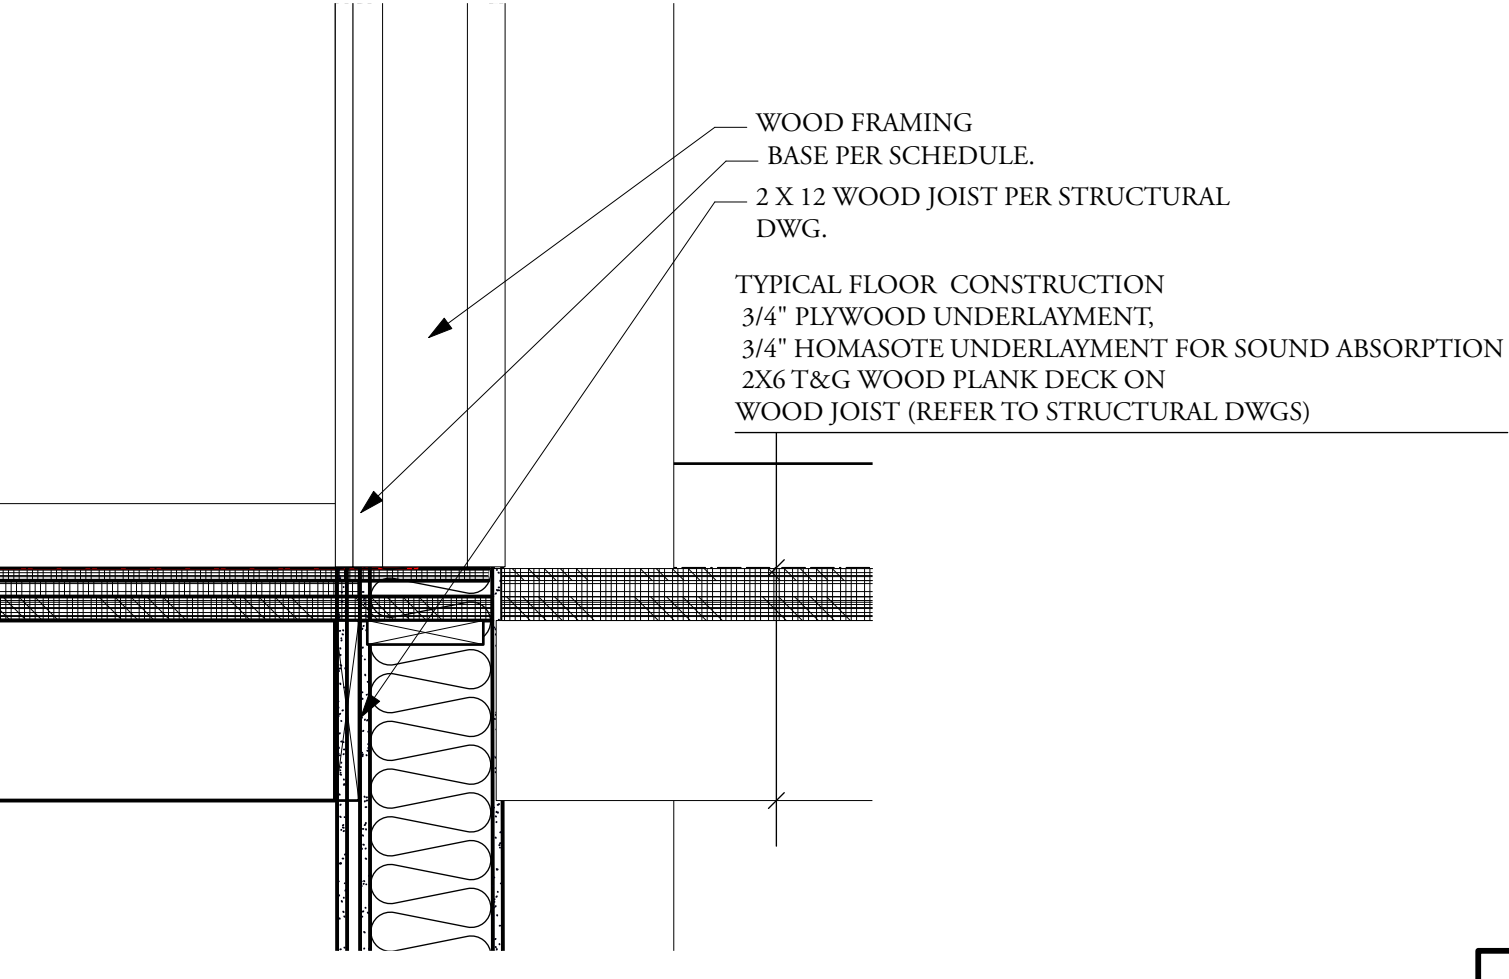 WOOD FRAMING
BASE PER SCHEDULE.
2 X 12 WOOD JOIST PER STRUCTURAL
DWG.
TYPICAL FLOOR CONSTRUCTION
3/4" PLYWOOD UNDERLAYMENT,
3/4" HOMASOTE UNDERLAYMENT FOR SOUND ABSORPTION
2X6 T&G WOOD PLANK DECK ON
WOOD JOIST (REFER TO STRUCTURAL DWGS)